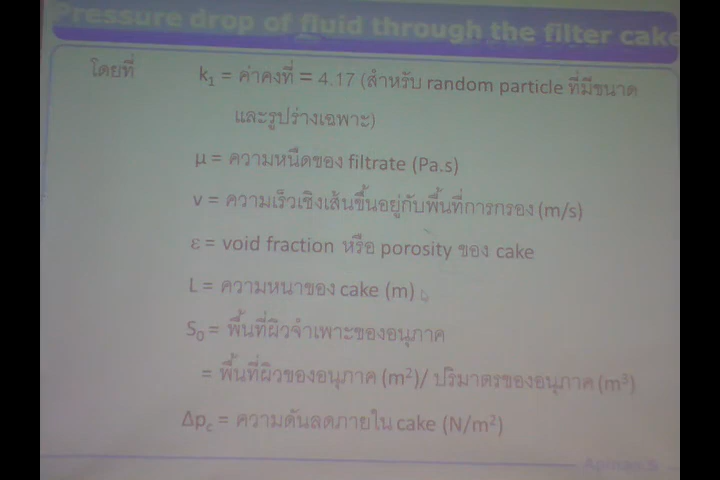 Pressure drop of fluid through the filter cake
โดยที่ k₁ = ค่าคงที่ = 4.17 (สำหรับ random particle ที่มีขนาด
และรูปร่างเฉพาะ)
μ = ความหนืดของ filtrate (Pa.s)
v = ความเร็วเชิงเส้นขึ้นอยู่กับพื้นที่การกรอง (m/s)
ε = void fraction หรือ porosity ของ cake
L = ความหนาของ cake (m)
S₀ = พื้นที่ผิวจำเพาะของอนุภาค
= พื้นที่ผิวของอนุภาค (m²)/ ปริมาตรของอนุภาค (m³)
Δp꜀ = ความดันลดภายใน cake (N/m²)